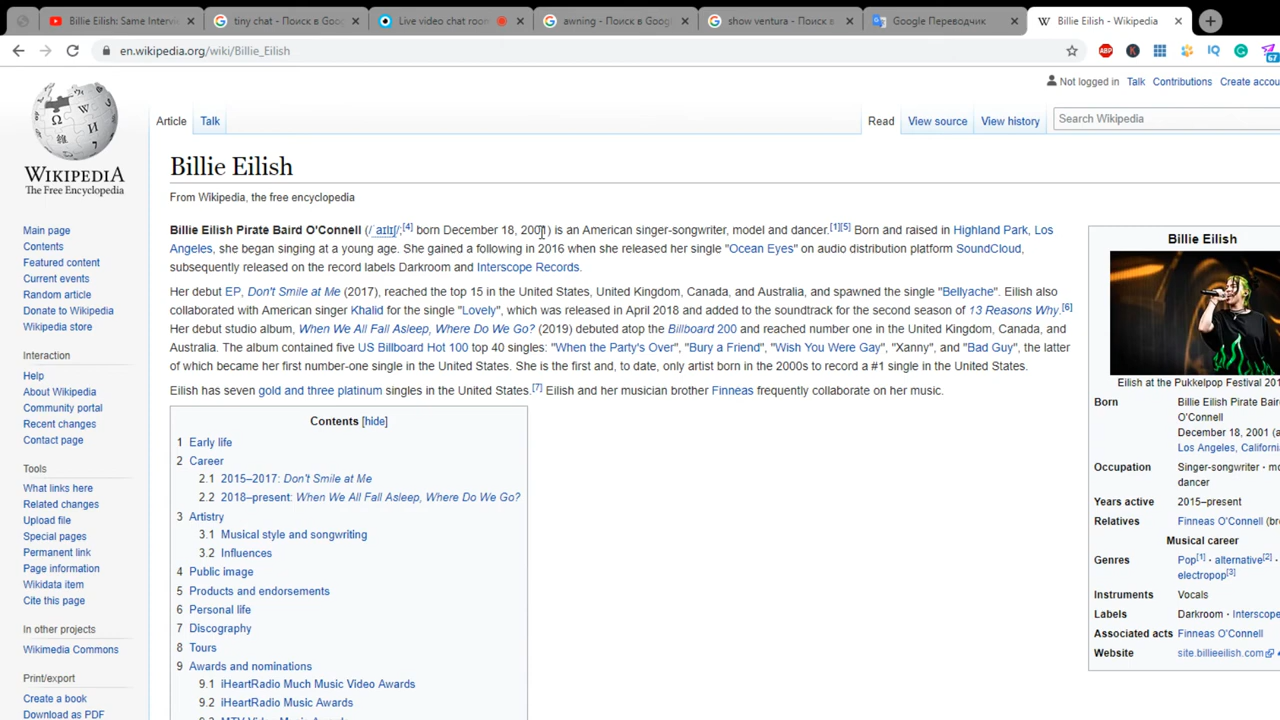 Billie Eilish: Same Intervie
tiny chat - Поиск в Google
Live video chat room
awning - Поиск в Googl
show ventura - Поиск в
Google Переводчик
Billie Eilish - Wikipedia
en.wikipedia.org/wiki/Billie_Eilish
ABP
K
IQ
G
67
Not logged in Talk Contributions Create accou
Article Talk Read View source View history Search Wikipedia
WIKIPEDIA
The Free Encyclopedia
Main page
Contents
Featured content
Current events
Random article
Donate to Wikipedia
Wikipedia store
Interaction
Help
About Wikipedia
Community portal
Recent changes
Contact page
Tools
What links here
Related changes
Upload file
Special pages
Permanent link
Page information
Wikidata item
Cite this page
In other projects
Wikimedia Commons
Print/export
Create a book
Download as PDF
Billie Eilish
From Wikipedia, the free encyclopedia
Billie Eilish Pirate Baird O'Connell (/ˈaɪlɪʃ/;[4] born December 18, 2001) is an American singer-songwriter, model and dancer.[1][5] Born and raised in Highland Park, Los
Angeles, she began singing at a young age. She gained a following in 2016 when she released her single "Ocean Eyes" on audio distribution platform SoundCloud,
subsequently released on the record labels Darkroom and Interscope Records.
Her debut EP, Don't Smile at Me (2017), reached the top 15 in the United States, United Kingdom, Canada, and Australia, and spawned the single "Bellyache". Eilish also
collaborated with American singer Khalid for the single "Lovely", which was released in April 2018 and added to the soundtrack for the second season of 13 Reasons Why.[6]
Her debut studio album, When We All Fall Asleep, Where Do We Go? (2019) debuted atop the Billboard 200 and reached number one in the United Kingdom, Canada, and
Australia. The album contained five US Billboard Hot 100 top 40 singles: "When the Party's Over", "Bury a Friend", "Wish You Were Gay", "Xanny", and "Bad Guy", the latter
of which became her first number-one single in the United States. She is the first and, to date, only artist born in the 2000s to record a #1 single in the United States.
Eilish has seven gold and three platinum singles in the United States.[7] Eilish and her musician brother Finneas frequently collaborate on her music.
Contents [hide]
1 Early life
2 Career
2.1 2015–2017: Don't Smile at Me
2.2 2018–present: When We All Fall Asleep, Where Do We Go?
3 Artistry
3.1 Musical style and songwriting
3.2 Influences
4 Public image
5 Products and endorsements
6 Personal life
7 Discography
8 Tours
9 Awards and nominations
9.1 iHeartRadio Much Music Video Awards
9.2 iHeartRadio Music Awards
9.3 MTV Video Music Awards
Billie Eilish
Eilish at the Pukkelpop Festival 201
Born Billie Eilish Pirate Baird
O'Connell
December 18, 2001 (a
Los Angeles, California
Occupation Singer-songwriter · mo
dancer
Years active 2015–present
Relatives Finneas O'Connell (bro
Musical career
Genres Pop[1] · alternative[2] ·
electropop[3]
Instruments Vocals
Labels Darkroom · Interscope
Associated acts Finneas O'Connell
Website site.billieeilish.com